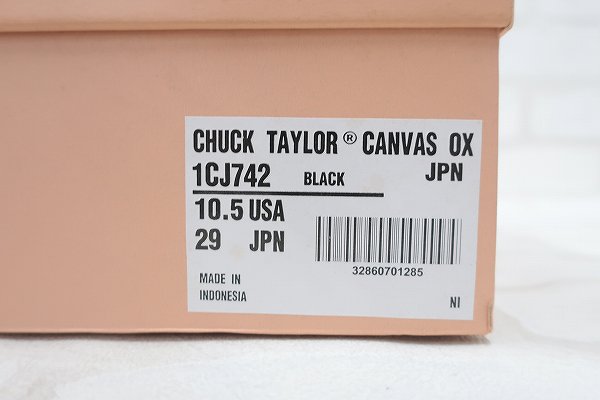 CHUCK TAYLOR® CANVAS OX
1CJ742 BLACK JPN
10.5 USA
29 JPN
32860701285
MADE IN
INDONESIA
NI